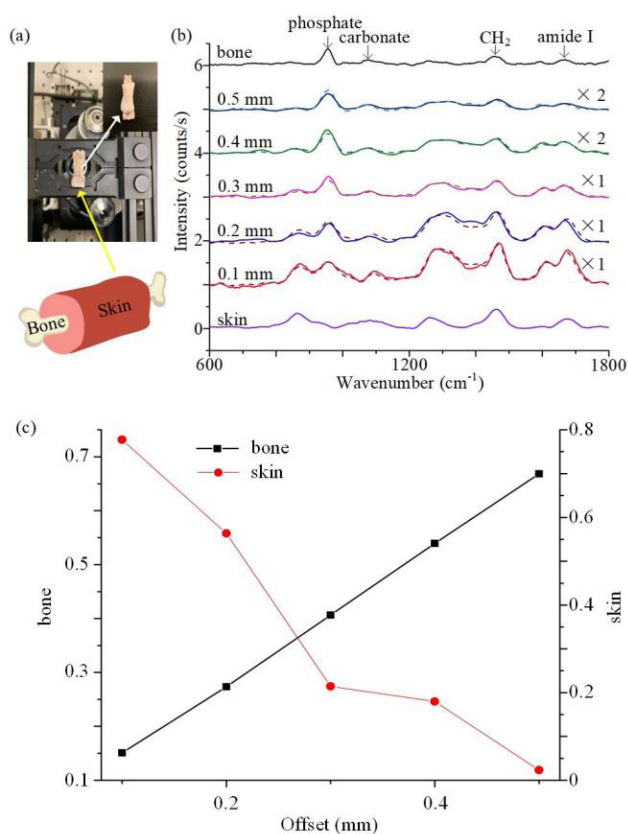 (a)
Bone
Skin
(b)
phosphate
carbonate
CH2
amide I
bone
0.5 mm
× 2
0.4 mm
× 2
0.3 mm
×1
0.2 mm
×1
0.1 mm
×1
skin
6
4
2
0
Intensity (counts/s)
600
1200
1800
Wavenumber (cm-1)
(c)
bone
skin
0.7
0.5
0.3
0.1
bone
0.8
0.6
0.4
0.2
0
skin
0.2
0.4
Offset (mm)